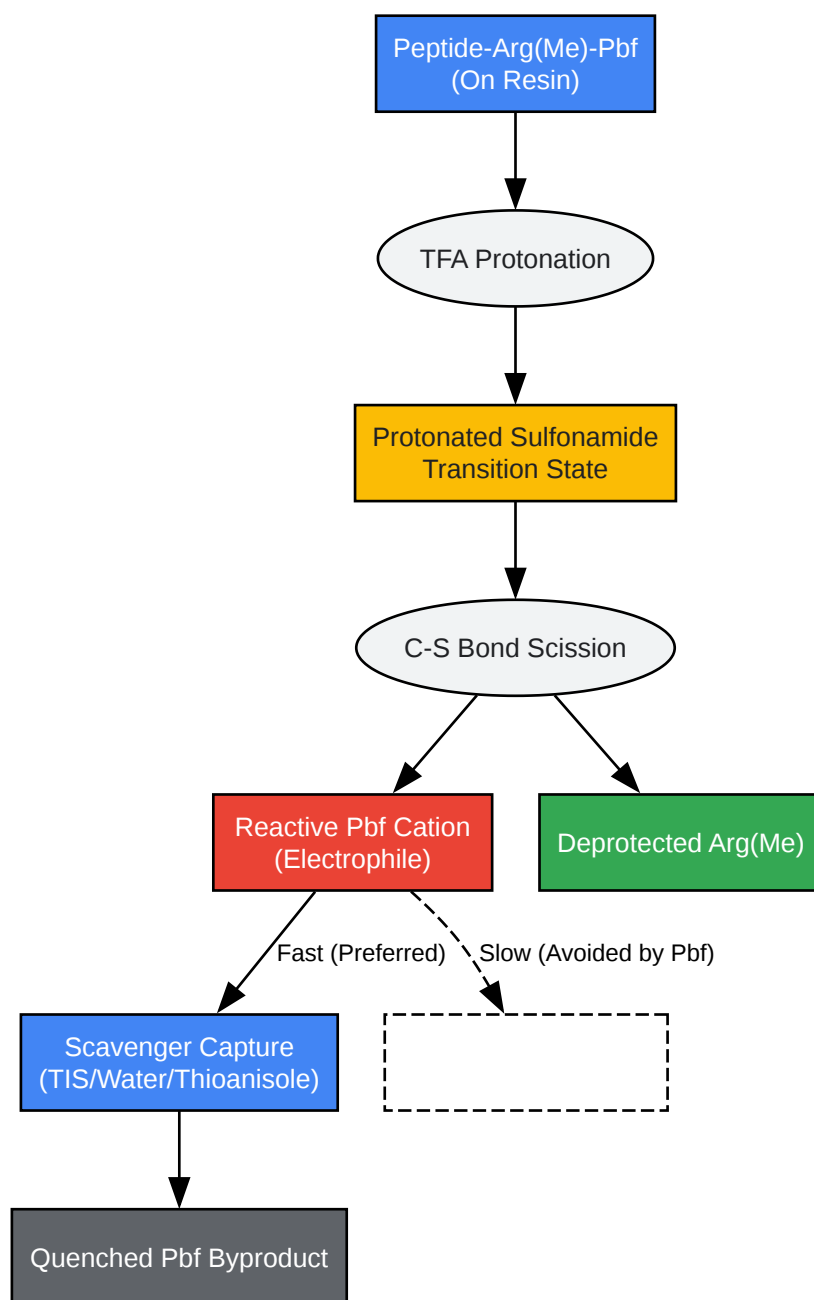 Peptide-Arg(Me)-Pbf
(On Resin)
TFA Protonation
Protonated Sulfonamide
Transition State
C-S Bond Scission
Reactive Pbf Cation
(Electrophile)
Deprotected Arg(Me)
Fast (Preferred)
Slow (Avoided by Pbf)
Scavenger Capture
(TIS/Water/Thioanisole)
Quenched Pbf Byproduct